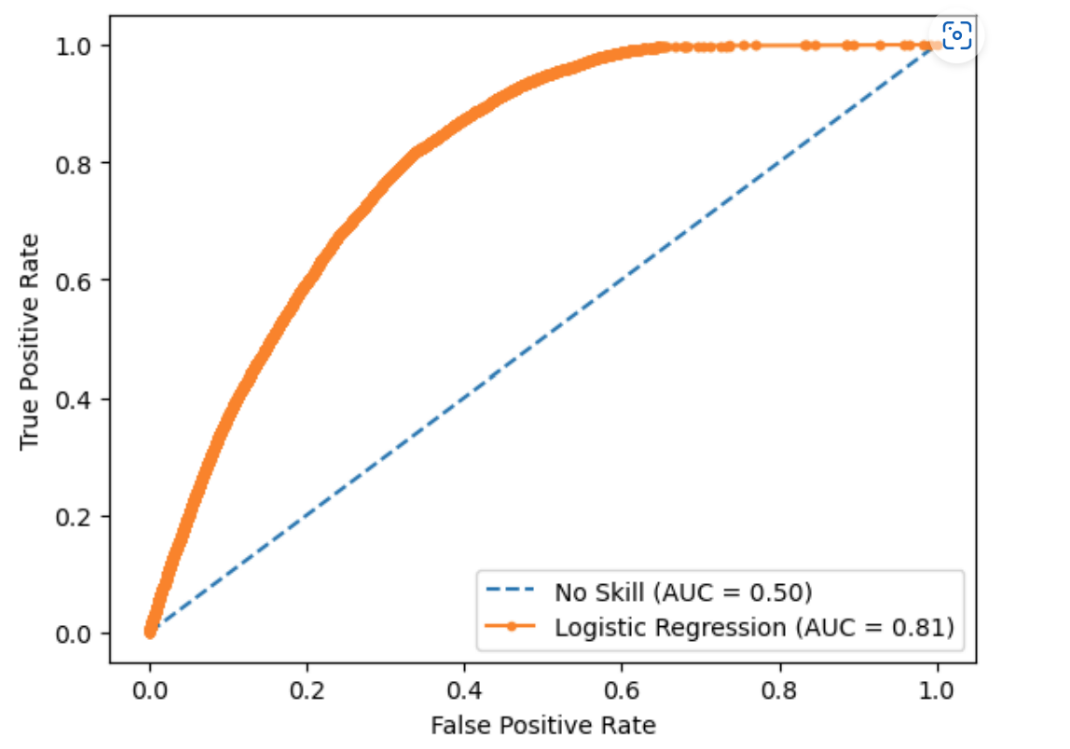 1.0
0.8
0.6
0.4
0.2
0.0
True Positive Rate
No Skill (AUC = 0.50)
Logistic Regression (AUC = 0.81)
0.0 0.2 0.4 0.6 0.8 1.0
False Positive Rate